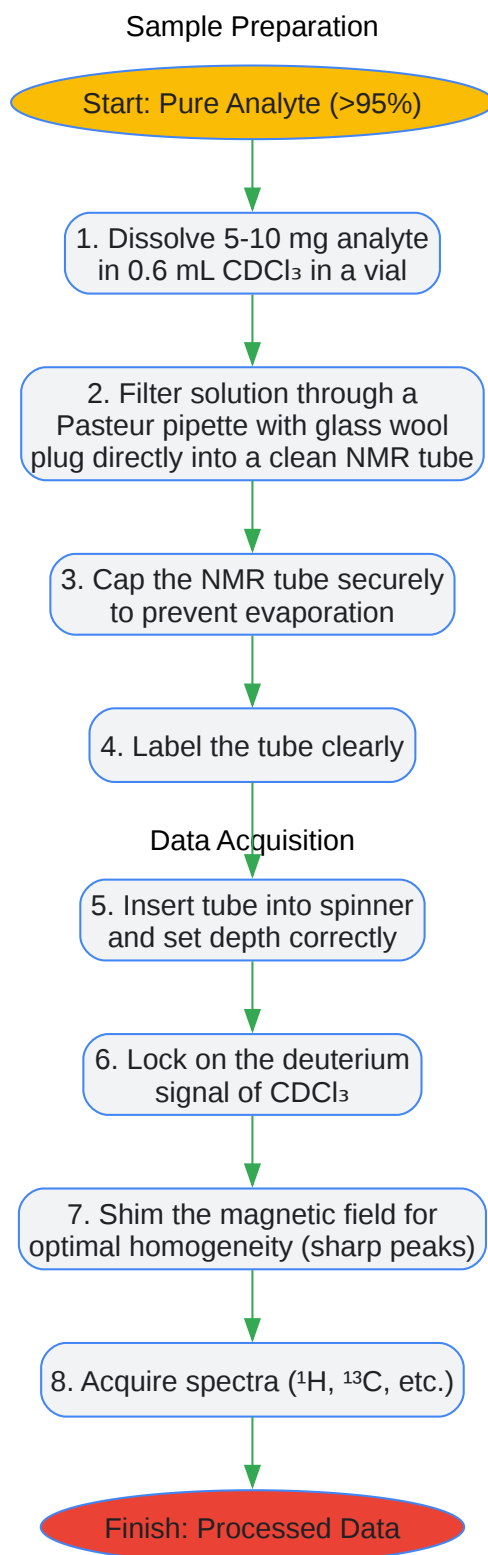 Sample Preparation
Start: Pure Analyte (>95%)
1. Dissolve 5-10 mg analyte
in 0.6 mL CDCl₃ in a vial
2. Filter solution through a
Pasteur pipette with glass wool
plug directly into a clean NMR tube
3. Cap the NMR tube securely
to prevent evaporation
4. Label the tube clearly
Data Acquisition
5. Insert tube into spinner
and set depth correctly
6. Lock on the deuterium
signal of CDCl₃
7. Shim the magnetic field for
optimal homogeneity (sharp peaks)
8. Acquire spectra (¹H, ¹³C, etc.)
Finish: Processed Data